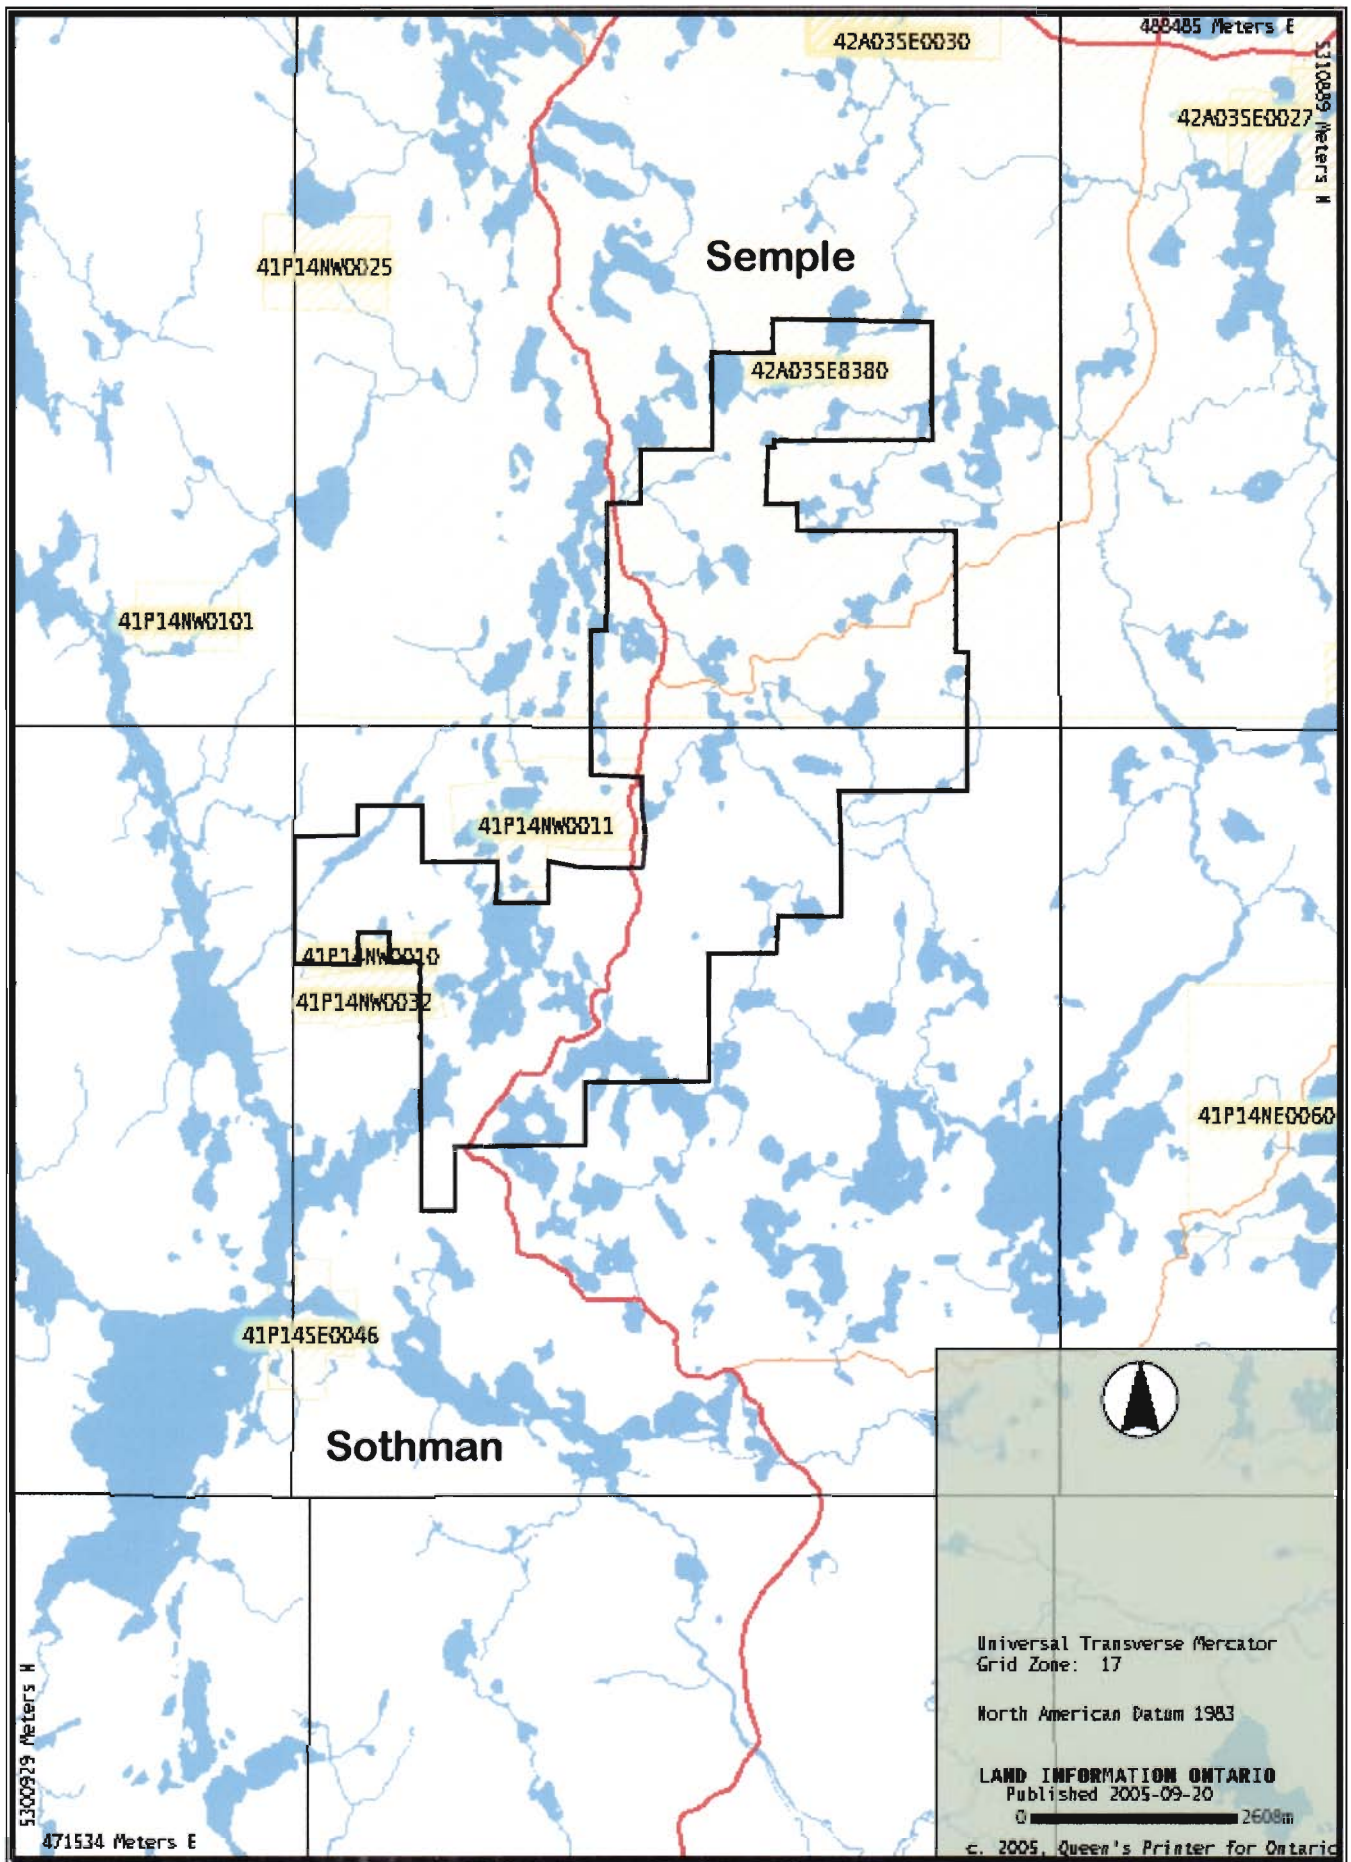 488485 Meters E
42A03SE0030
5310889 Meters N
42A03SE0027
Semple
41P14NW0025
42A03SE8380
41P14NW0101
41P14NW0011
41P14NW0010
41P14NW0032
41P14NE0060
41P14SE0046
Sothman
Universal Transverse Mercator
Grid Zone: 17
North American Datum 1983
LAND INFORMATION ONTARIO
Published 2005-09-20
0 2608m
c. 2005, Queen's Printer for Ontario
5300929 Meters N
471534 Meters E